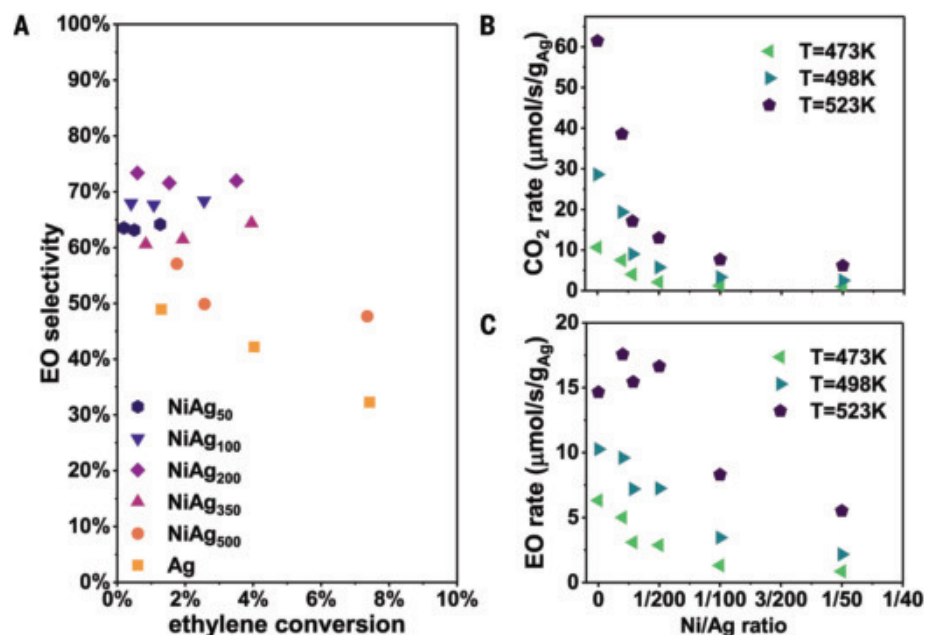 A
EO selectivity
100%
90%
80%
70%
60%
50%
40%
30%
20%
10%
0%
NiAg₅₀
NiAg₁₀₀
NiAg₂₀₀
NiAg₃₅₀
NiAg₅₀₀
Ag
0% 2% 4% 6% 8% 10%
ethylene conversion
B
CO₂ rate (μmol/s/g_Ag)
60
50
40
30
20
10
0
T=473K
T=498K
T=523K
C
EO rate (μmol/s/g_Ag)
20
15
10
5
0
T=473K
T=498K
T=523K
0 1/200 1/100 3/200 1/50 1/40
Ni/Ag ratio